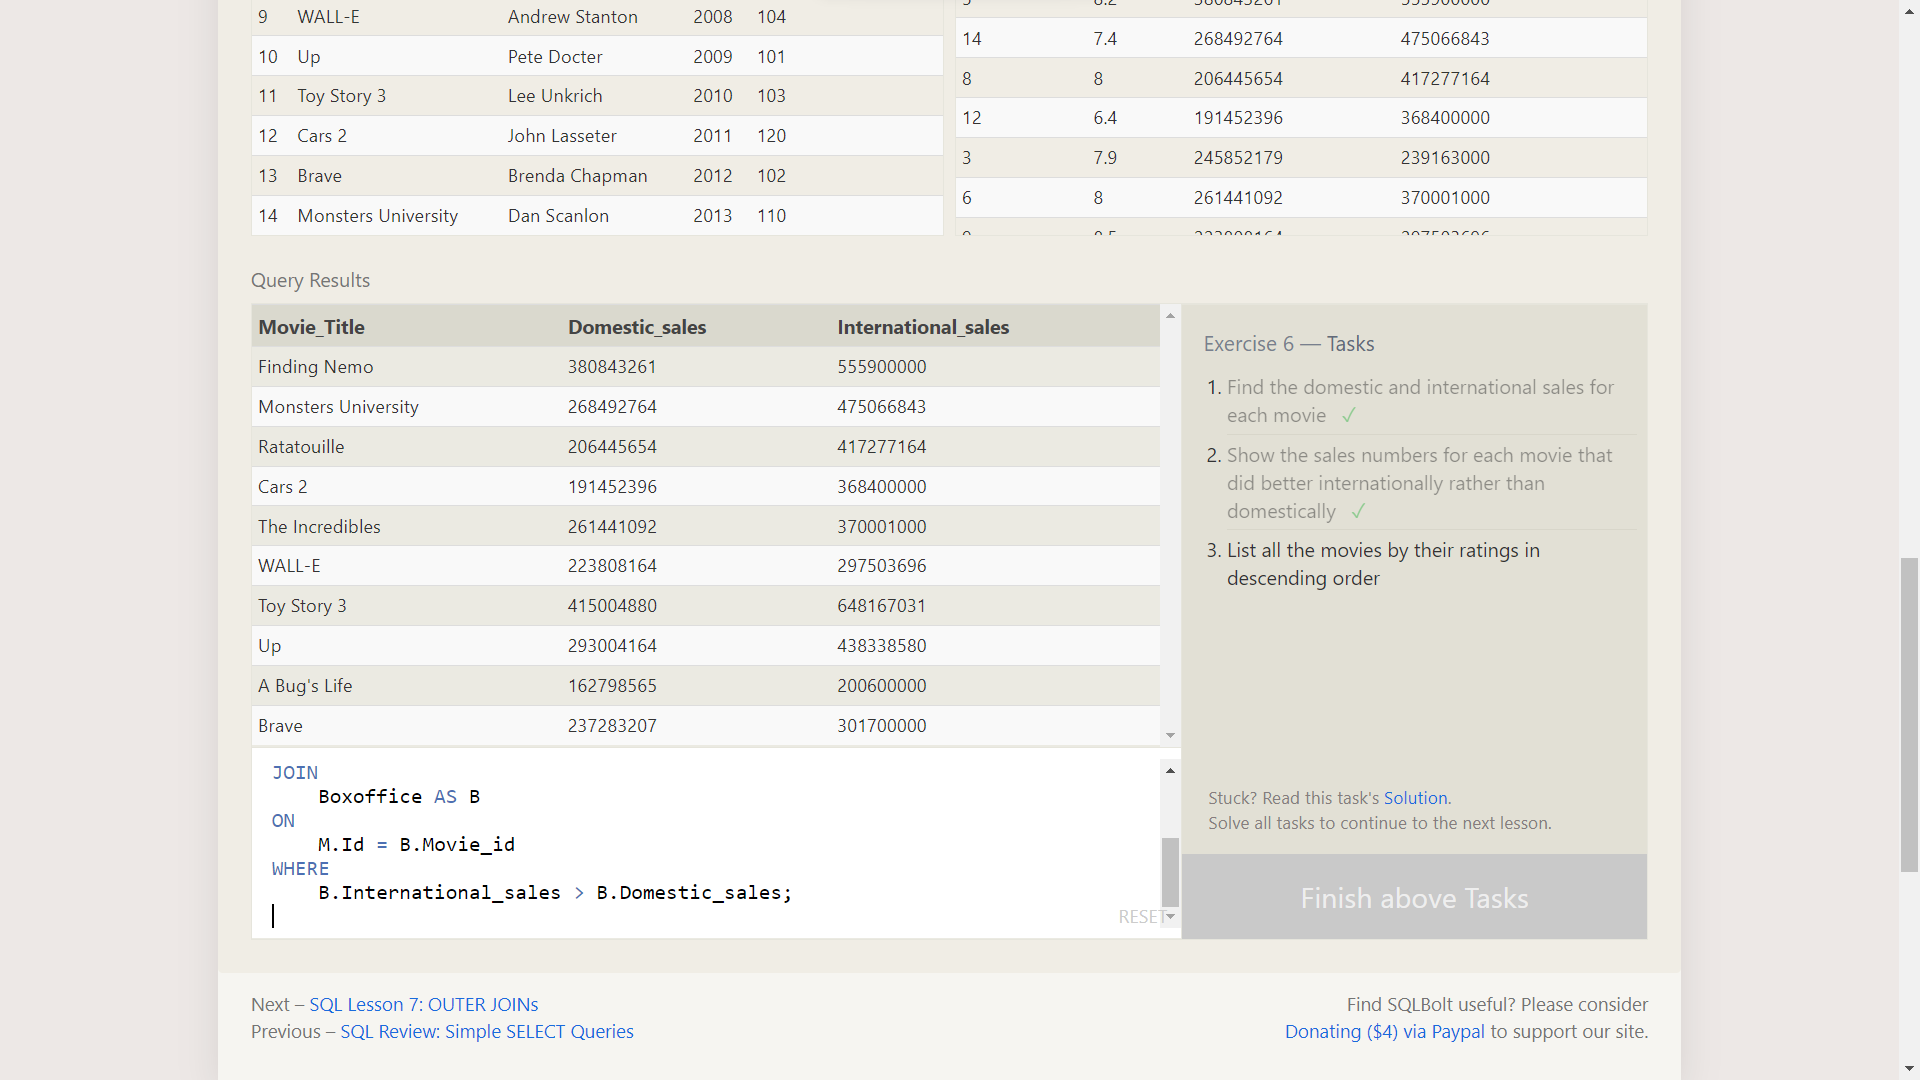 9 WALL-E Andrew Stanton 2008 104
10 Up Pete Docter 2009 101
11 Toy Story 3 Lee Unkrich 2010 103
12 Cars 2 John Lasseter 2011 120
13 Brave Brenda Chapman 2012 102
14 Monsters University Dan Scanlon 2013 110
14 7.4 268492764 475066843
8 8 206445654 417277164
12 6.4 191452396 368400000
3 7.9 245852179 239163000
6 8 261441092 370001000
Query Results
Movie_Title Domestic_sales International_sales
Finding Nemo 380843261 555900000
Monsters University 268492764 475066843
Ratatouille 206445654 417277164
Cars 2 191452396 368400000
The Incredibles 261441092 370001000
WALL-E 223808164 297503696
Toy Story 3 415004880 648167031
Up 293004164 438338580
A Bug's Life 162798565 200600000
Brave 237283207 301700000
JOIN
Boxoffice AS B
ON
M.Id = B.Movie_id
WHERE
B.International_sales > B.Domestic_sales;
RESET
Exercise 6 — Tasks
1. Find the domestic and international sales for
each movie ✓
2. Show the sales numbers for each movie that
did better internationally rather than
domestically ✓
3. List all the movies by their ratings in
descending order
Stuck? Read this task's Solution.
Solve all tasks to continue to the next lesson.
Finish above Tasks
Next – SQL Lesson 7: OUTER JOINs
Previous – SQL Review: Simple SELECT Queries
Find SQLBolt useful? Please consider
Donating ($4) via Paypal to support our site.